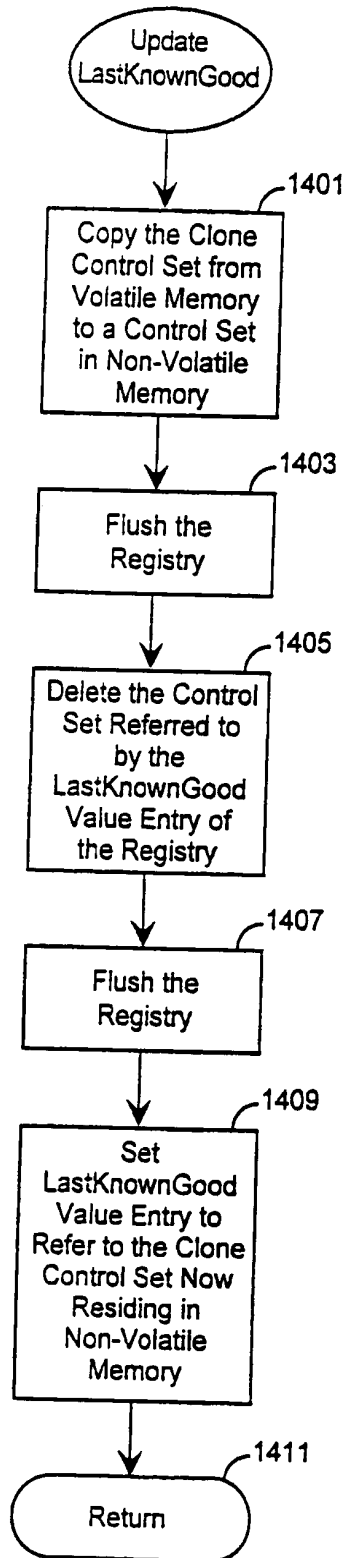 Update
LastKnownGood
1401
Copy the Clone
Control Set from
Volatile Memory
to a Control Set
in Non-Volatile
Memory
1403
Flush the
Registry
1405
Delete the Control
Set Referred to
by the
LastKnownGood
Value Entry of
the Registry
1407
Flush the
Registry
1409
Set
LastKnownGood
Value Entry to
Refer to the Clone
Control Set Now
Residing in
Non-Volatile
Memory
1411
Return